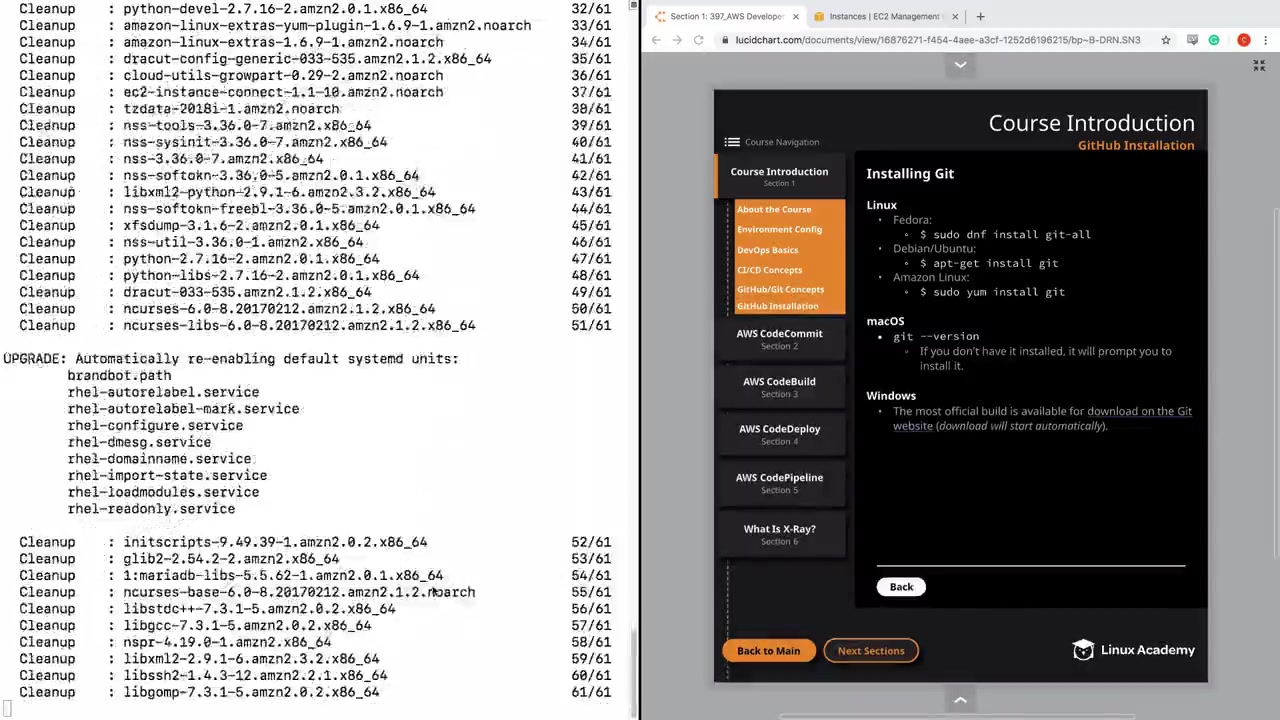 Cleanup : python-devel-2.7.16-2.amzn2.0.1.x86_64 32/61
Cleanup : amazon-linux-extras-yum-plugin-1.6.9-1.amzn2.noarch 33/61
Cleanup : amazon-linux-extras-1.6.9-1.amzn2.noarch 34/61
Cleanup : dracut-config-generic-033-535.amzn2.1.2.x86_64 35/61
Cleanup : cloud-utils-growpart-0.29-2.amzn2.noarch 36/61
Cleanup : ec2-instance-connect-1.1-10.amzn2.noarch 37/61
Cleanup : tzdata-2018i-1.amzn2.noarch 38/61
Cleanup : nss-tools-3.36.0-7.amzn2.x86_64 39/61
Cleanup : nss-sysinit-3.36.0-7.amzn2.x86_64 40/61
Cleanup : nss-3.36.0-7.amzn2.x86_64 41/61
Cleanup : nss-softokn-3.36.0-5.amzn2.0.1.x86_64 42/61
Cleanup : libxml2-python-2.9.1-6.amzn2.3.2.x86_64 43/61
Cleanup : nss-softokn-freebl-3.36.0-5.amzn2.0.1.x86_64 44/61
Cleanup : xfsdump-3.1.6-2.amzn2.0.1.x86_64 45/61
Cleanup : nss-util-3.36.0-1.amzn2.x86_64 46/61
Cleanup : python-2.7.16-2.amzn2.0.1.x86_64 47/61
Cleanup : python-libs-2.7.16-2.amzn2.0.1.x86_64 48/61
Cleanup : dracut-033-535.amzn2.1.2.x86_64 49/61
Cleanup : ncurses-6.0-8.20170212.amzn2.1.2.x86_64 50/61
Cleanup : ncurses-libs-6.0-8.20170212.amzn2.1.2.x86_64 51/61
UPGRADE: Automatically re-enabling default systemd units:
brandbot.path
rhel-autorelabel.service
rhel-autorelabel-mark.service
rhel-configure.service
rhel-dmesg.service
rhel-domainname.service
rhel-import-state.service
rhel-loadmodules.service
rhel-readonly.service
Cleanup : initscripts-9.49.39-1.amzn2.0.2.x86_64 52/61
Cleanup : glib2-2.54.2-2.amzn2.x86_64 53/61
Cleanup : 1:mariadb-libs-5.5.62-1.amzn2.0.1.x86_64 54/61
Cleanup : ncurses-base-6.0-8.20170212.amzn2.1.2.noarch 55/61
Cleanup : libstdc++-7.3.1-5.amzn2.0.2.x86_64 56/61
Cleanup : libgcc-7.3.1-5.amzn2.0.2.x86_64 57/61
Cleanup : nspr-4.19.0-1.amzn2.x86_64 58/61
Cleanup : libxml2-2.9.1-6.amzn2.3.2.x86_64 59/61
Cleanup : libssh2-1.4.3-12.amzn2.2.1.x86_64 60/61
Cleanup : libgomp-7.3.1-5.amzn2.0.2.x86_64 61/61
Section 1: 397_AWS Developer
Instances | EC2 Management
lucidchart.com/documents/view/16876271-f454-4aee-a3cf-1252d6196215/bp~B-DRN.SN3
C
Course Introduction
GitHub Installation
Course Navigation
Course Introduction
Section 1
About the Course
Environment Config
DevOps Basics
CI/CD Concepts
GitHub/Git Concepts
GitHub Installation
AWS CodeCommit
Section 2
AWS CodeBuild
Section 3
AWS CodeDeploy
Section 4
AWS CodePipeline
Section 5
What Is X-Ray?
Section 6
Installing Git
Linux
• Fedora:
$ sudo dnf install git-all
• Debian/Ubuntu:
$ apt-get install git
• Amazon Linux:
$ sudo yum install git
macOS
• git --version
If you don't have it installed, it will prompt you to
install it.
Windows
• The most official build is available for download on the Git
website (download will start automatically).
Back
Back to Main
Next Sections
Linux Academy